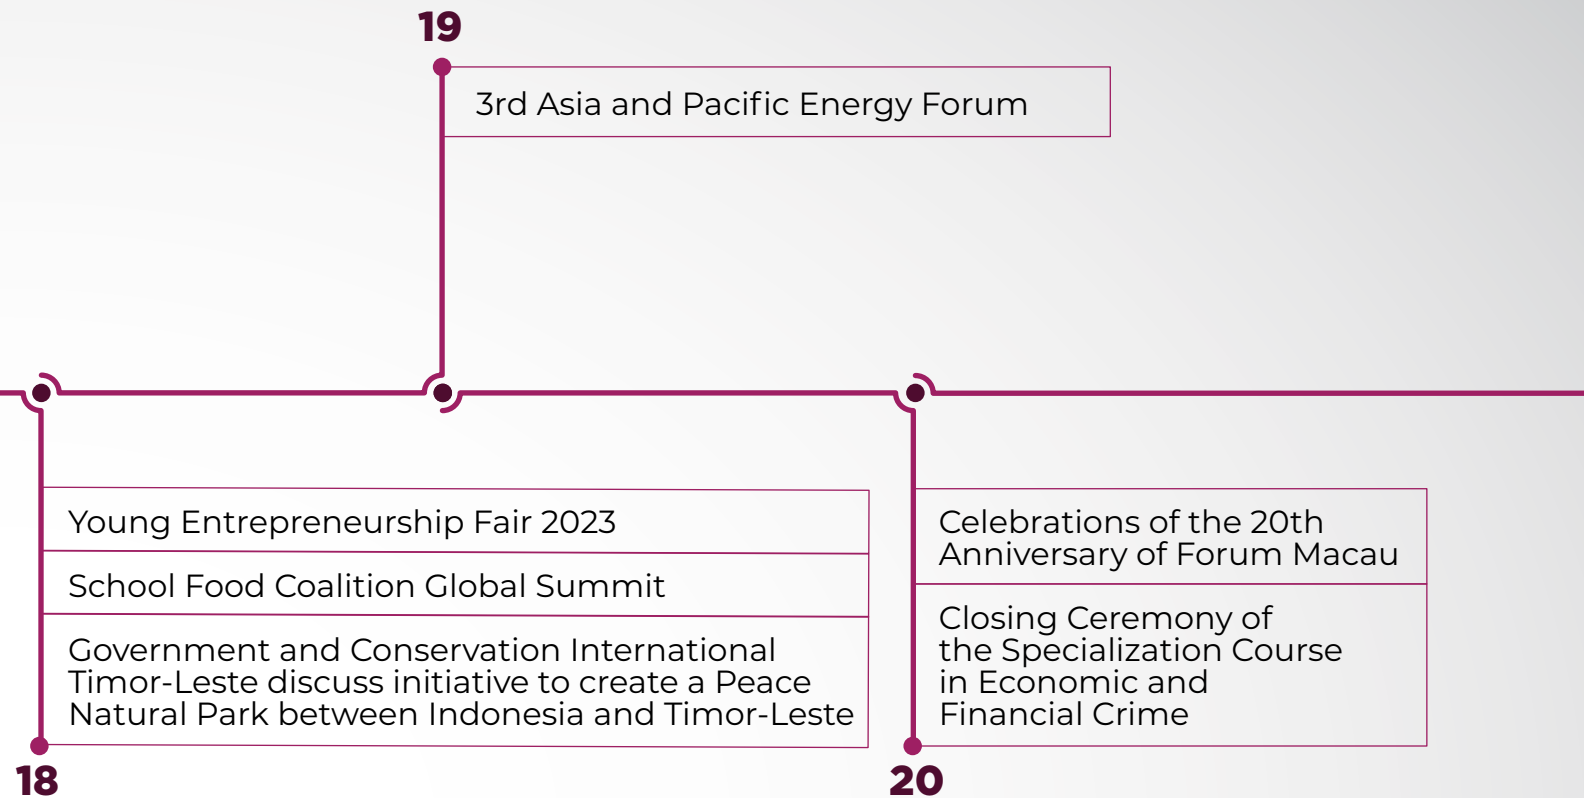 19
3rd Asia and Pacific Energy Forum
Young Entrepreneurship Fair 2023
School Food Coalition Global Summit
Government and Conservation International
Timor-Leste discuss initiative to create a Peace
Natural Park between Indonesia and Timor-Leste
18
Celebrations of the 20th
Anniversary of Forum Macau
Closing Ceremony of
the Specialization Course
in Economic and
Financial Crime
20